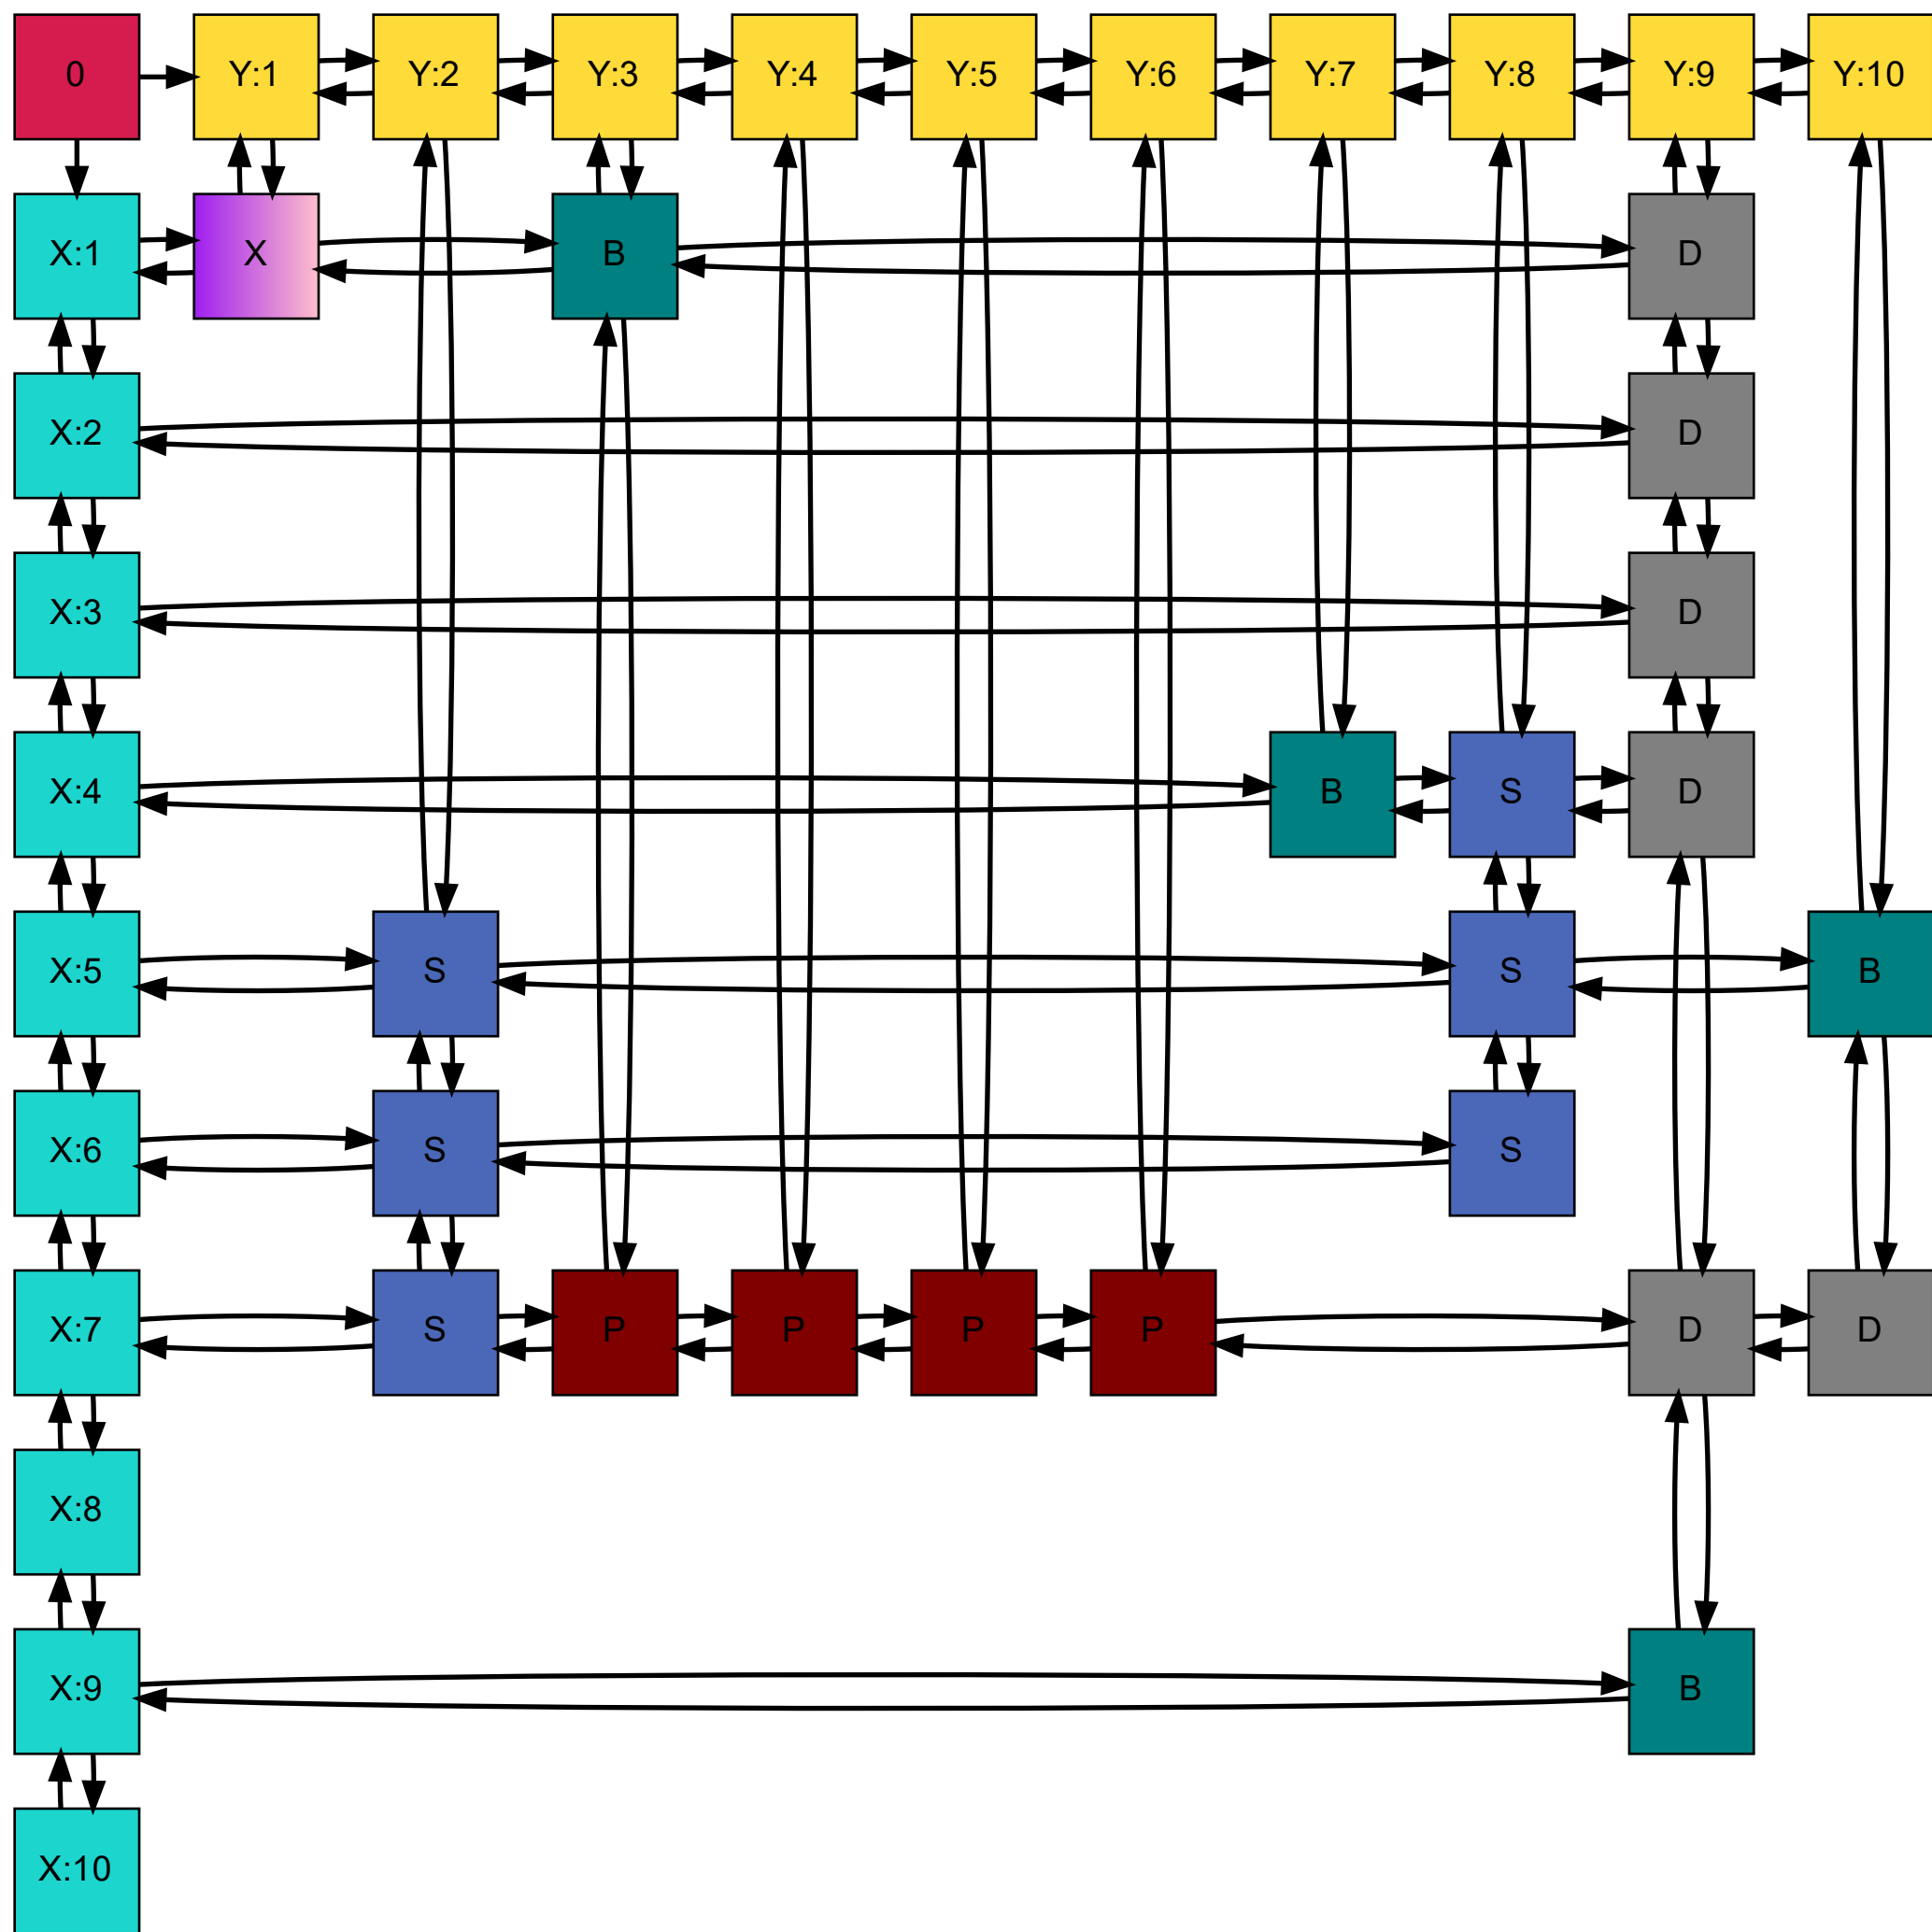 0 Y:1 Y:2 Y:3 Y:4 Y:5 Y:6 Y:7 Y:8 Y:9 Y:10
X:1 X B D
X:2 D
X:3 D
X:4 B S D
X:5 S S B
X:6 S S
X:7 S P P P P D D
X:8
X:9 B
X:10